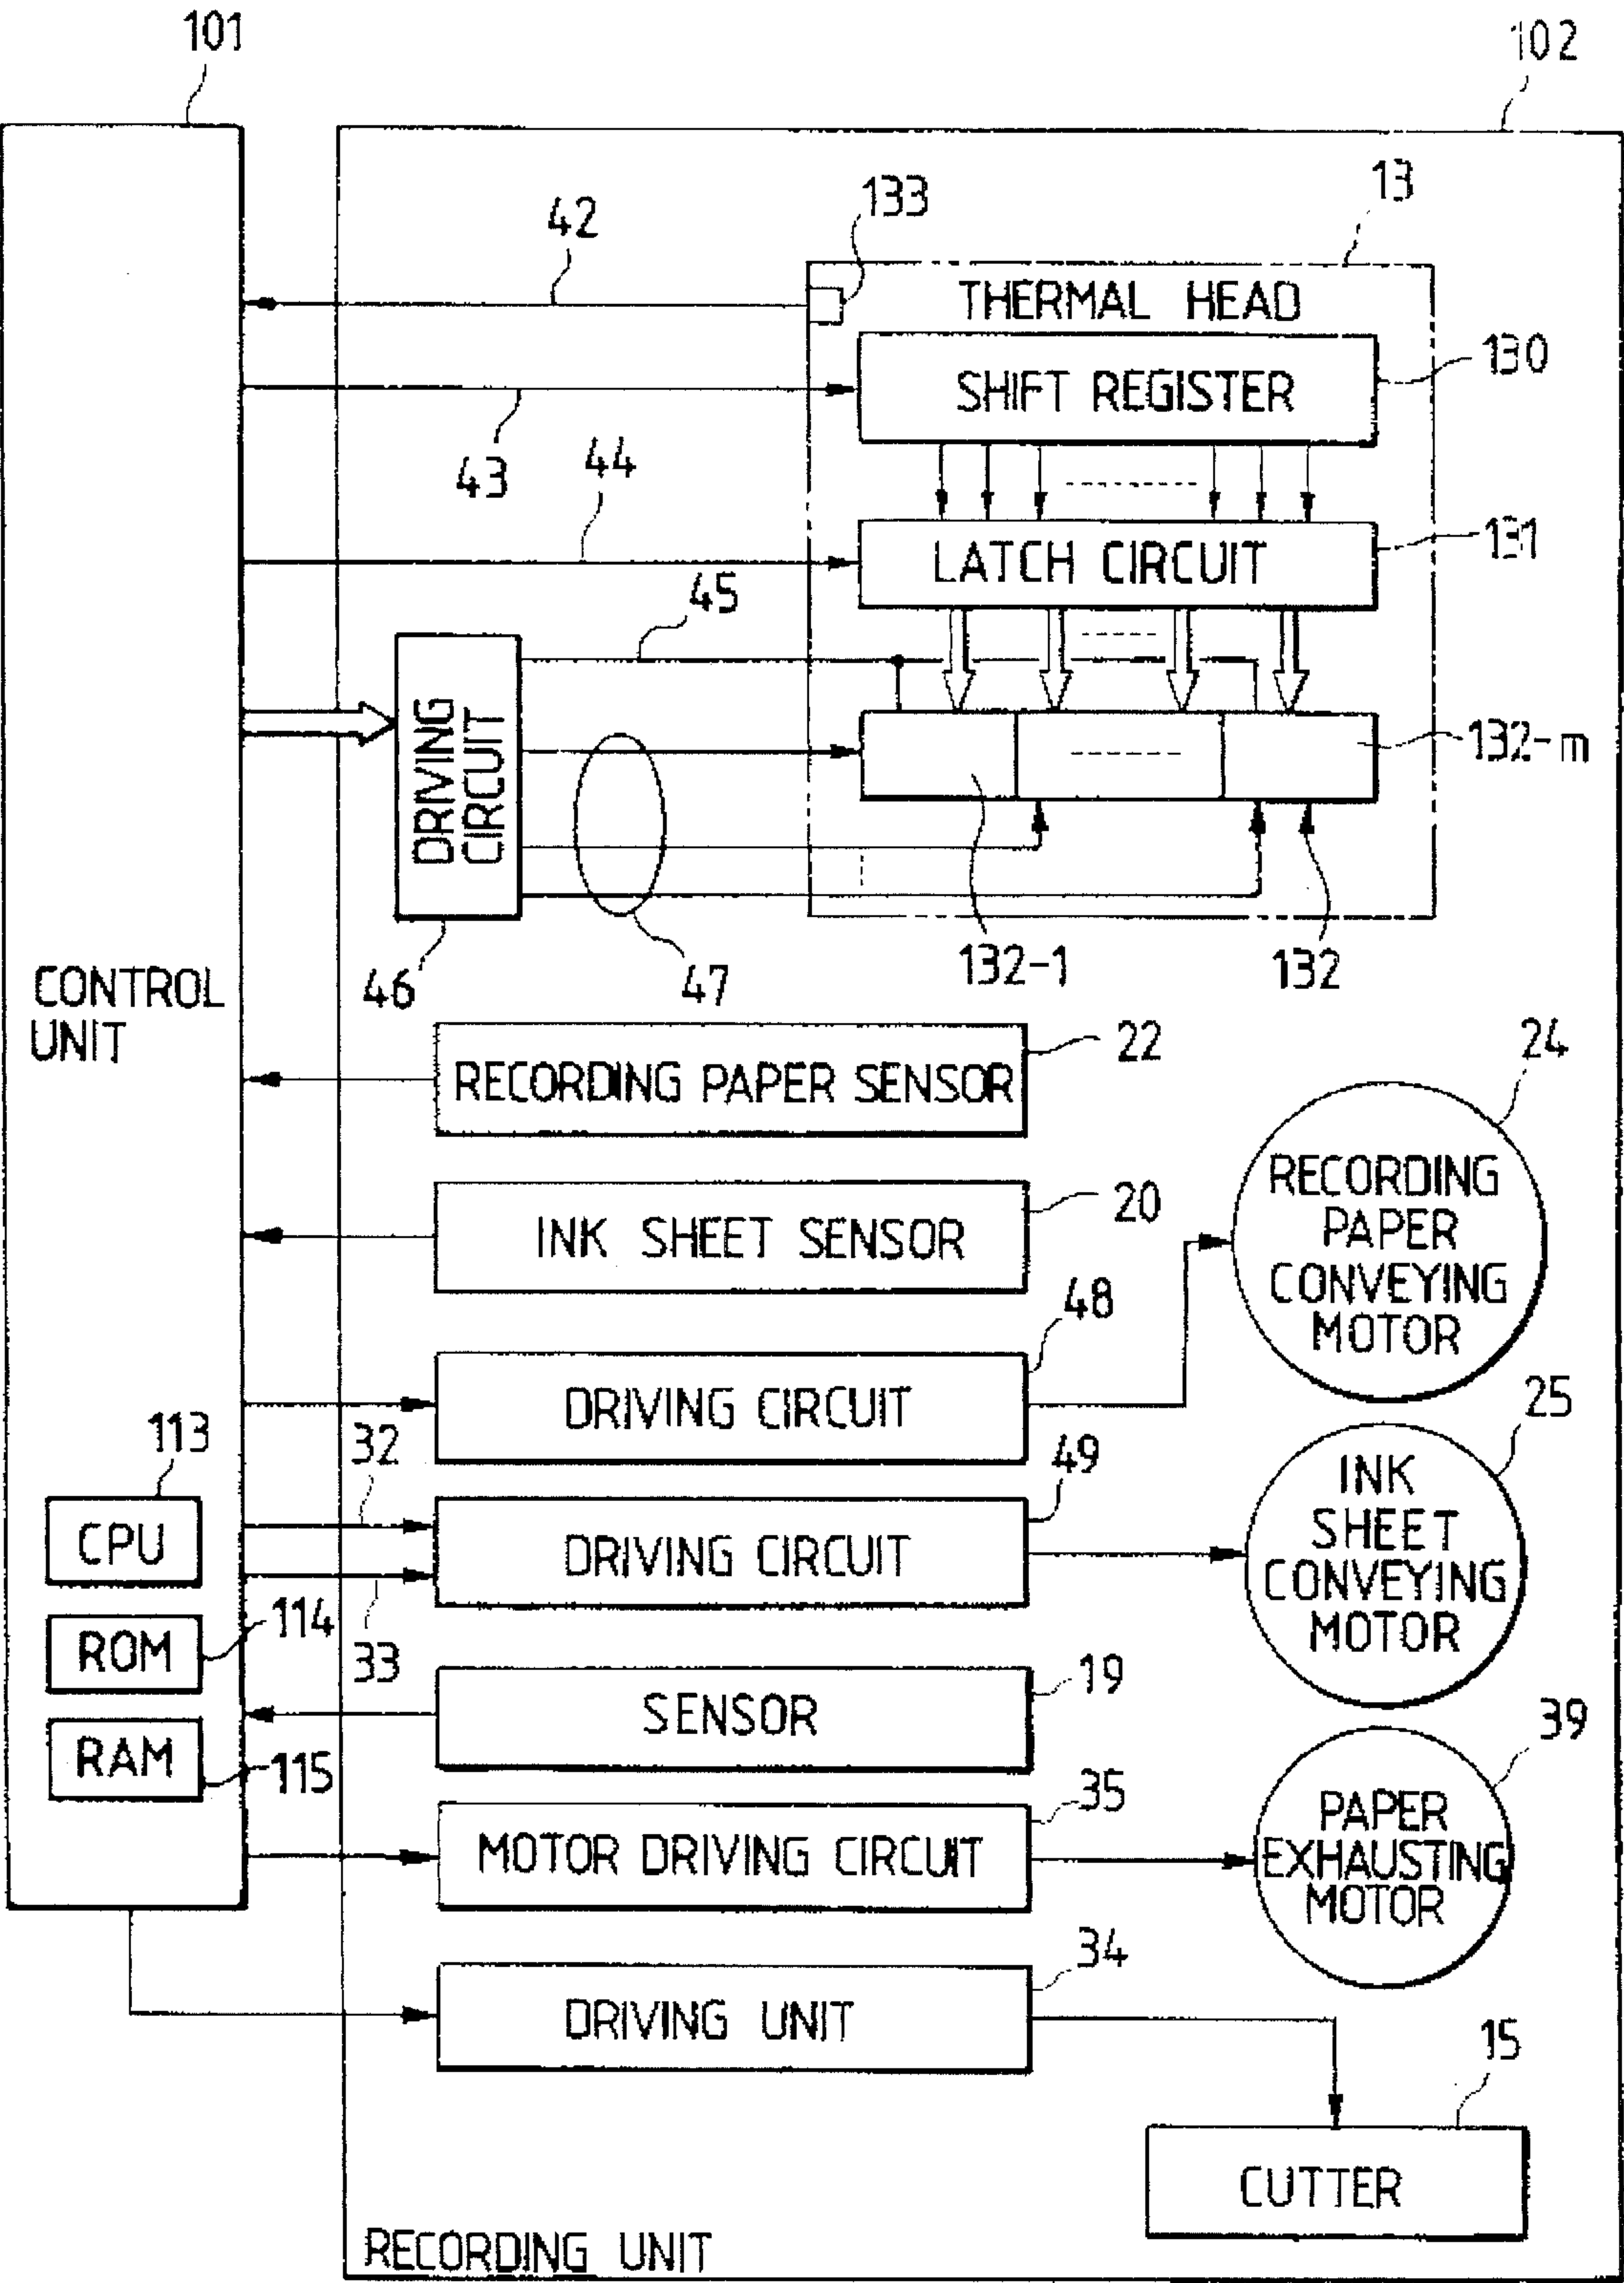 101
102
133
13
42
THERMAL HEAD
130
SHIFT REGISTER
43
44
131
LATCH CIRCUIT
45
DRIVING
CIRCUIT
132-m
132-1
132
46
47
CONTROL
UNIT
22
RECORDING PAPER SENSOR
24
RECORDING
PAPER
CONVEYING
MOTOR
20
INK SHEET SENSOR
48
DRIVING CIRCUIT
25
INK
SHEET
CONVEYING
MOTOR
113
32
49
CPU
DRIVING CIRCUIT
114
ROM
33
19
SENSOR
39
RAM
115
35
MOTOR DRIVING CIRCUIT
PAPER
EXHAUSTING
MOTOR
34
DRIVING UNIT
15
CUTTER
RECORDING UNIT